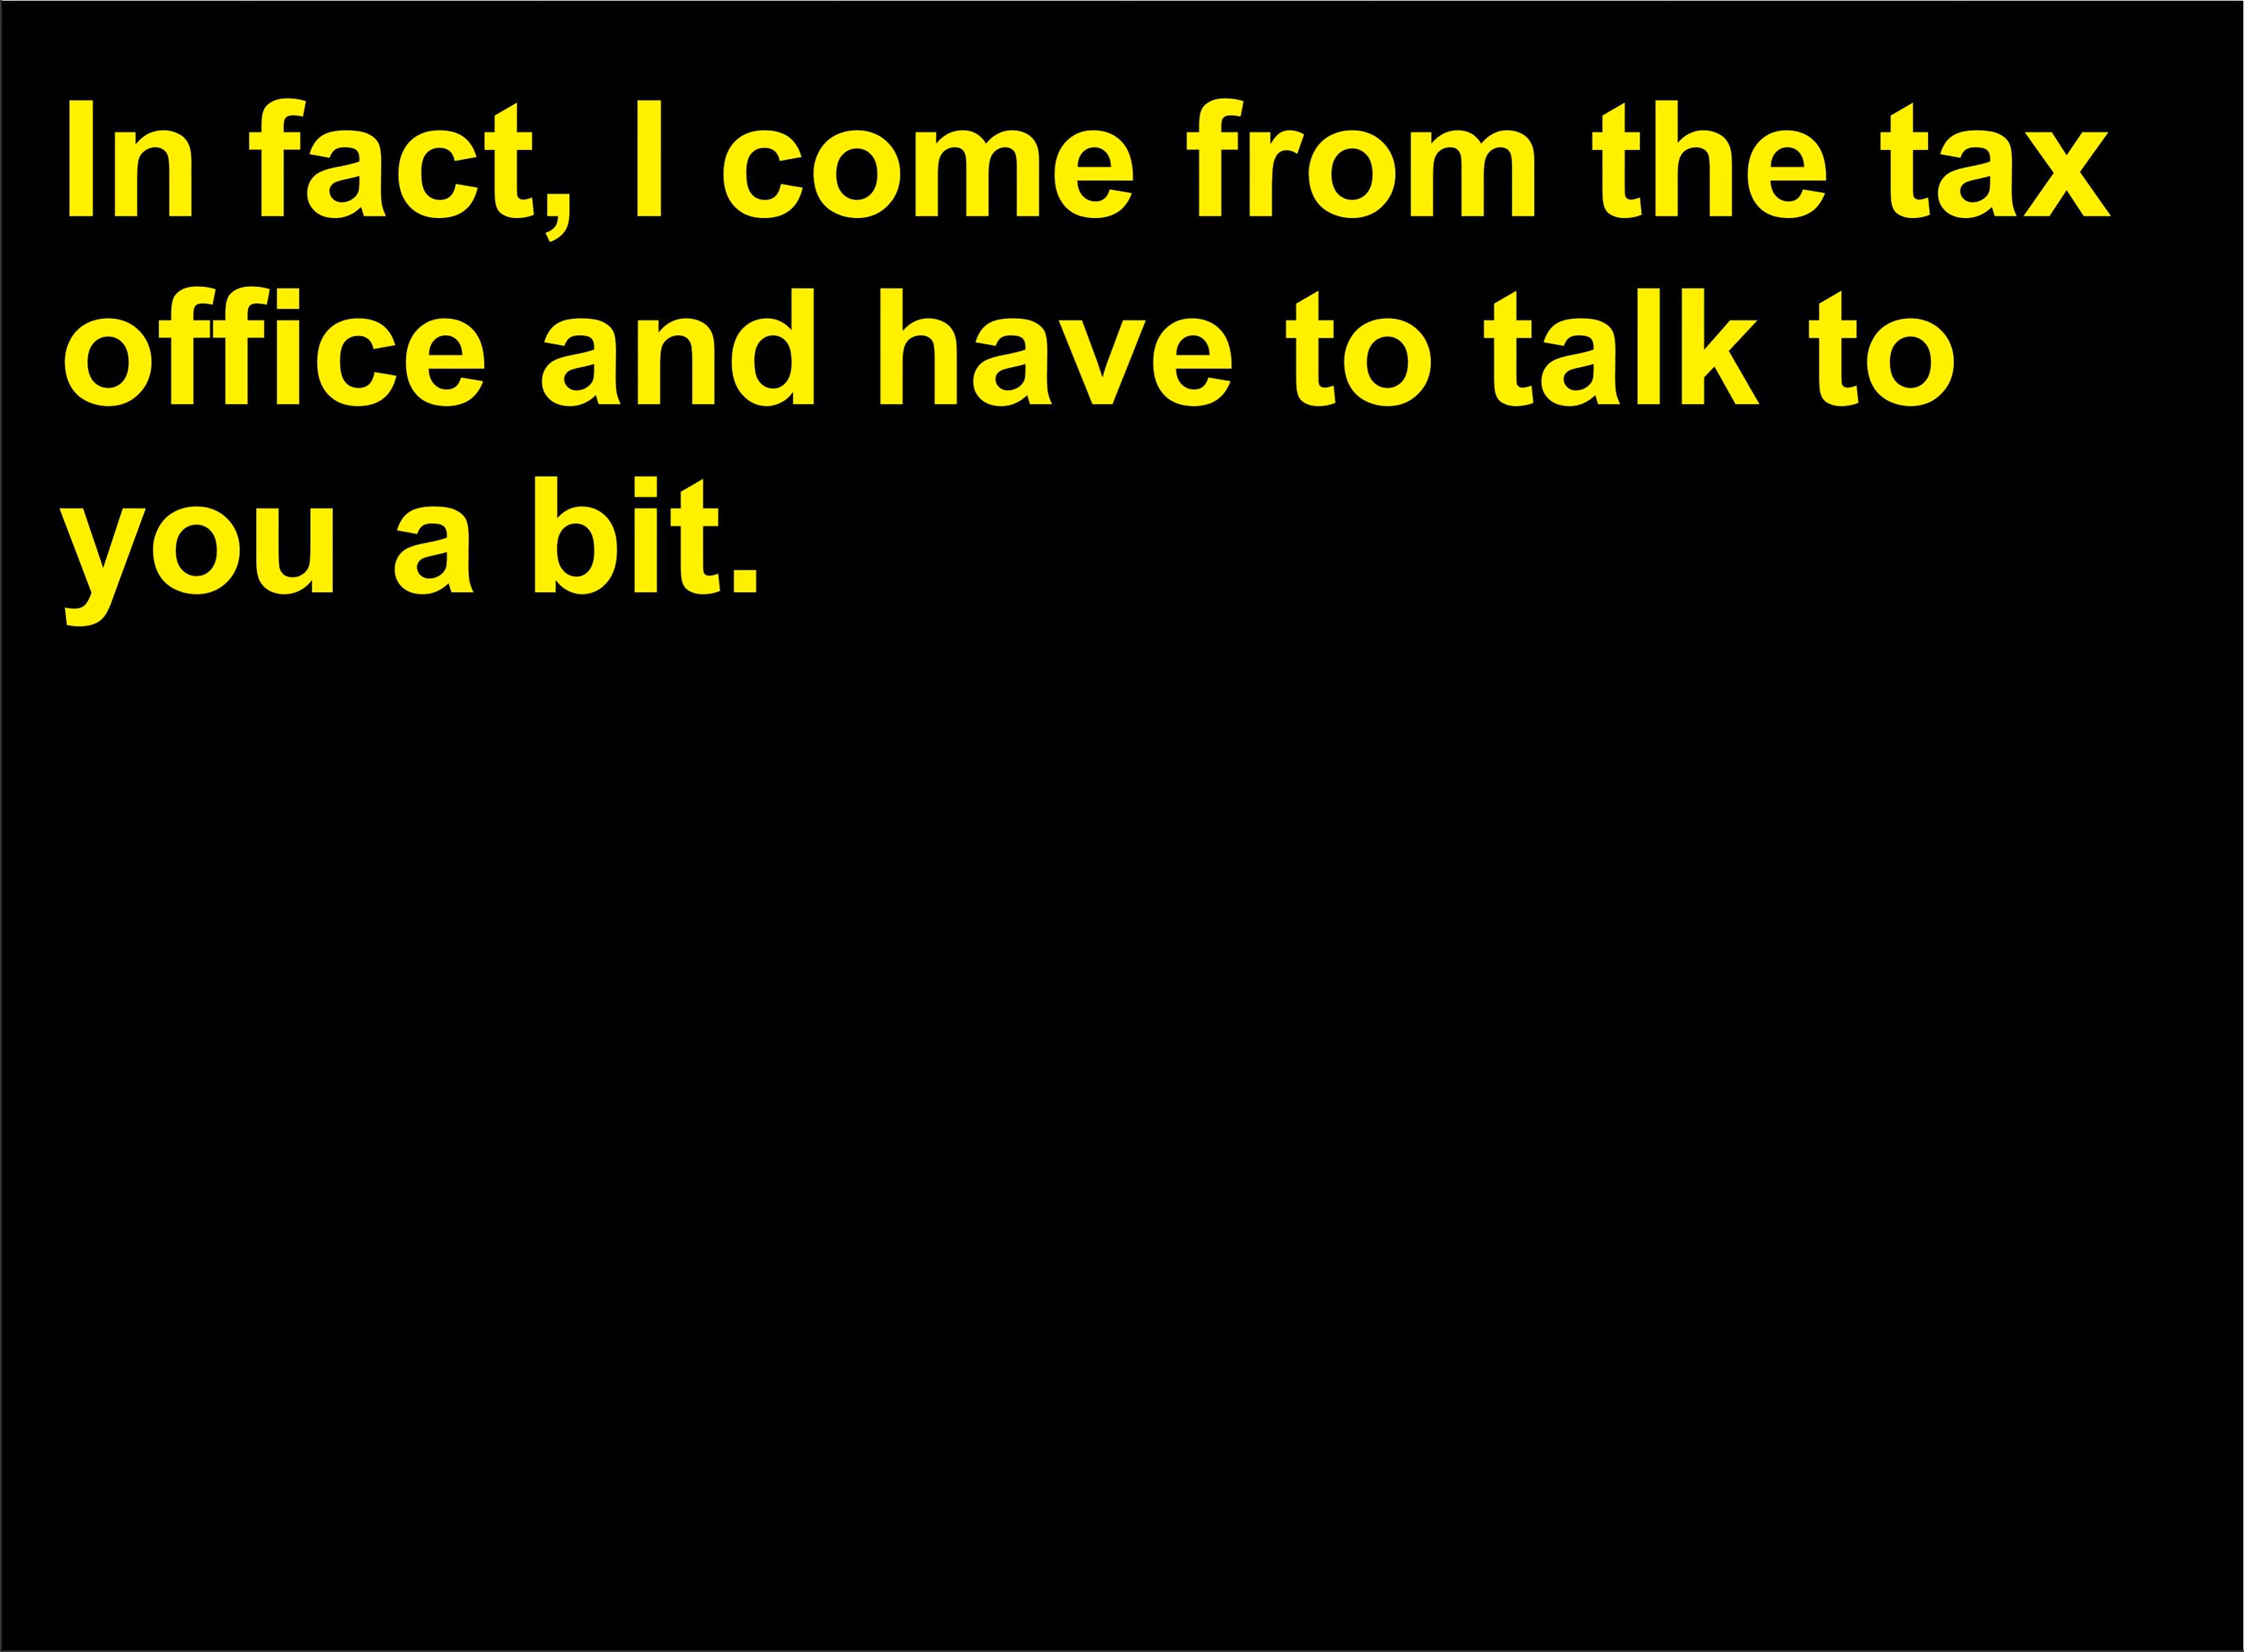 In fact, I come from the tax
office and have to talk to
you a bit.